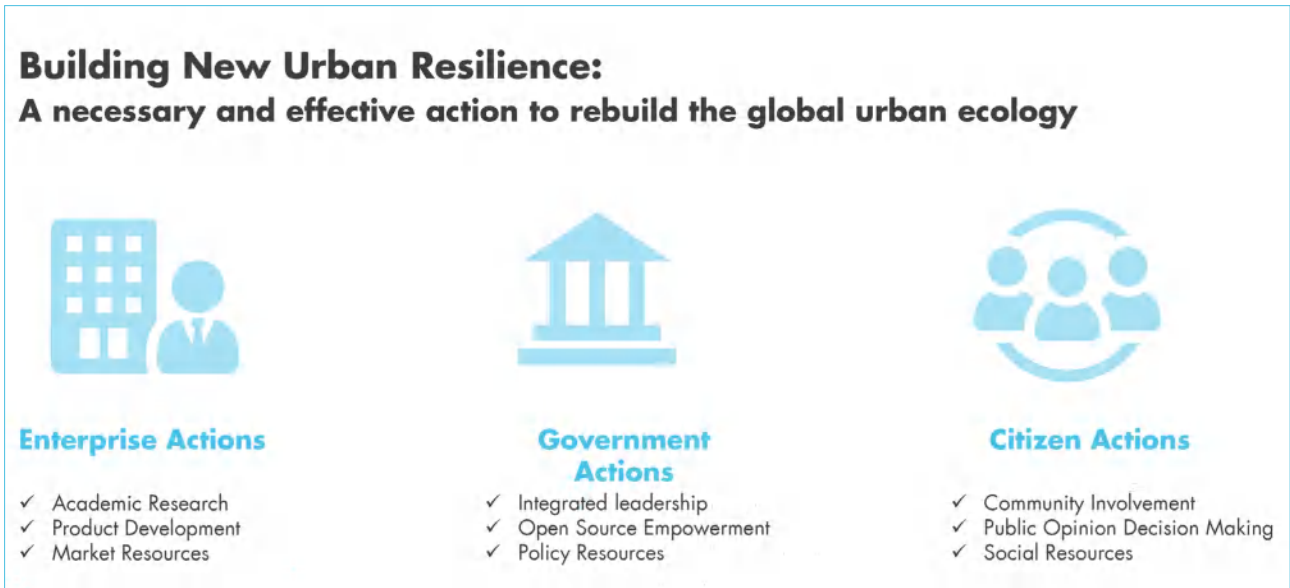 Building New Urban Resilience:
A necessary and effective action to rebuild the global urban ecology
Enterprise Actions
✓ Academic Research
✓ Product Development
✓ Market Resources
Government
Actions
✓ Integrated leadership
✓ Open Source Empowerment
✓ Policy Resources
Citizen Actions
✓ Community Involvement
✓ Public Opinion Decision Making
✓ Social Resources